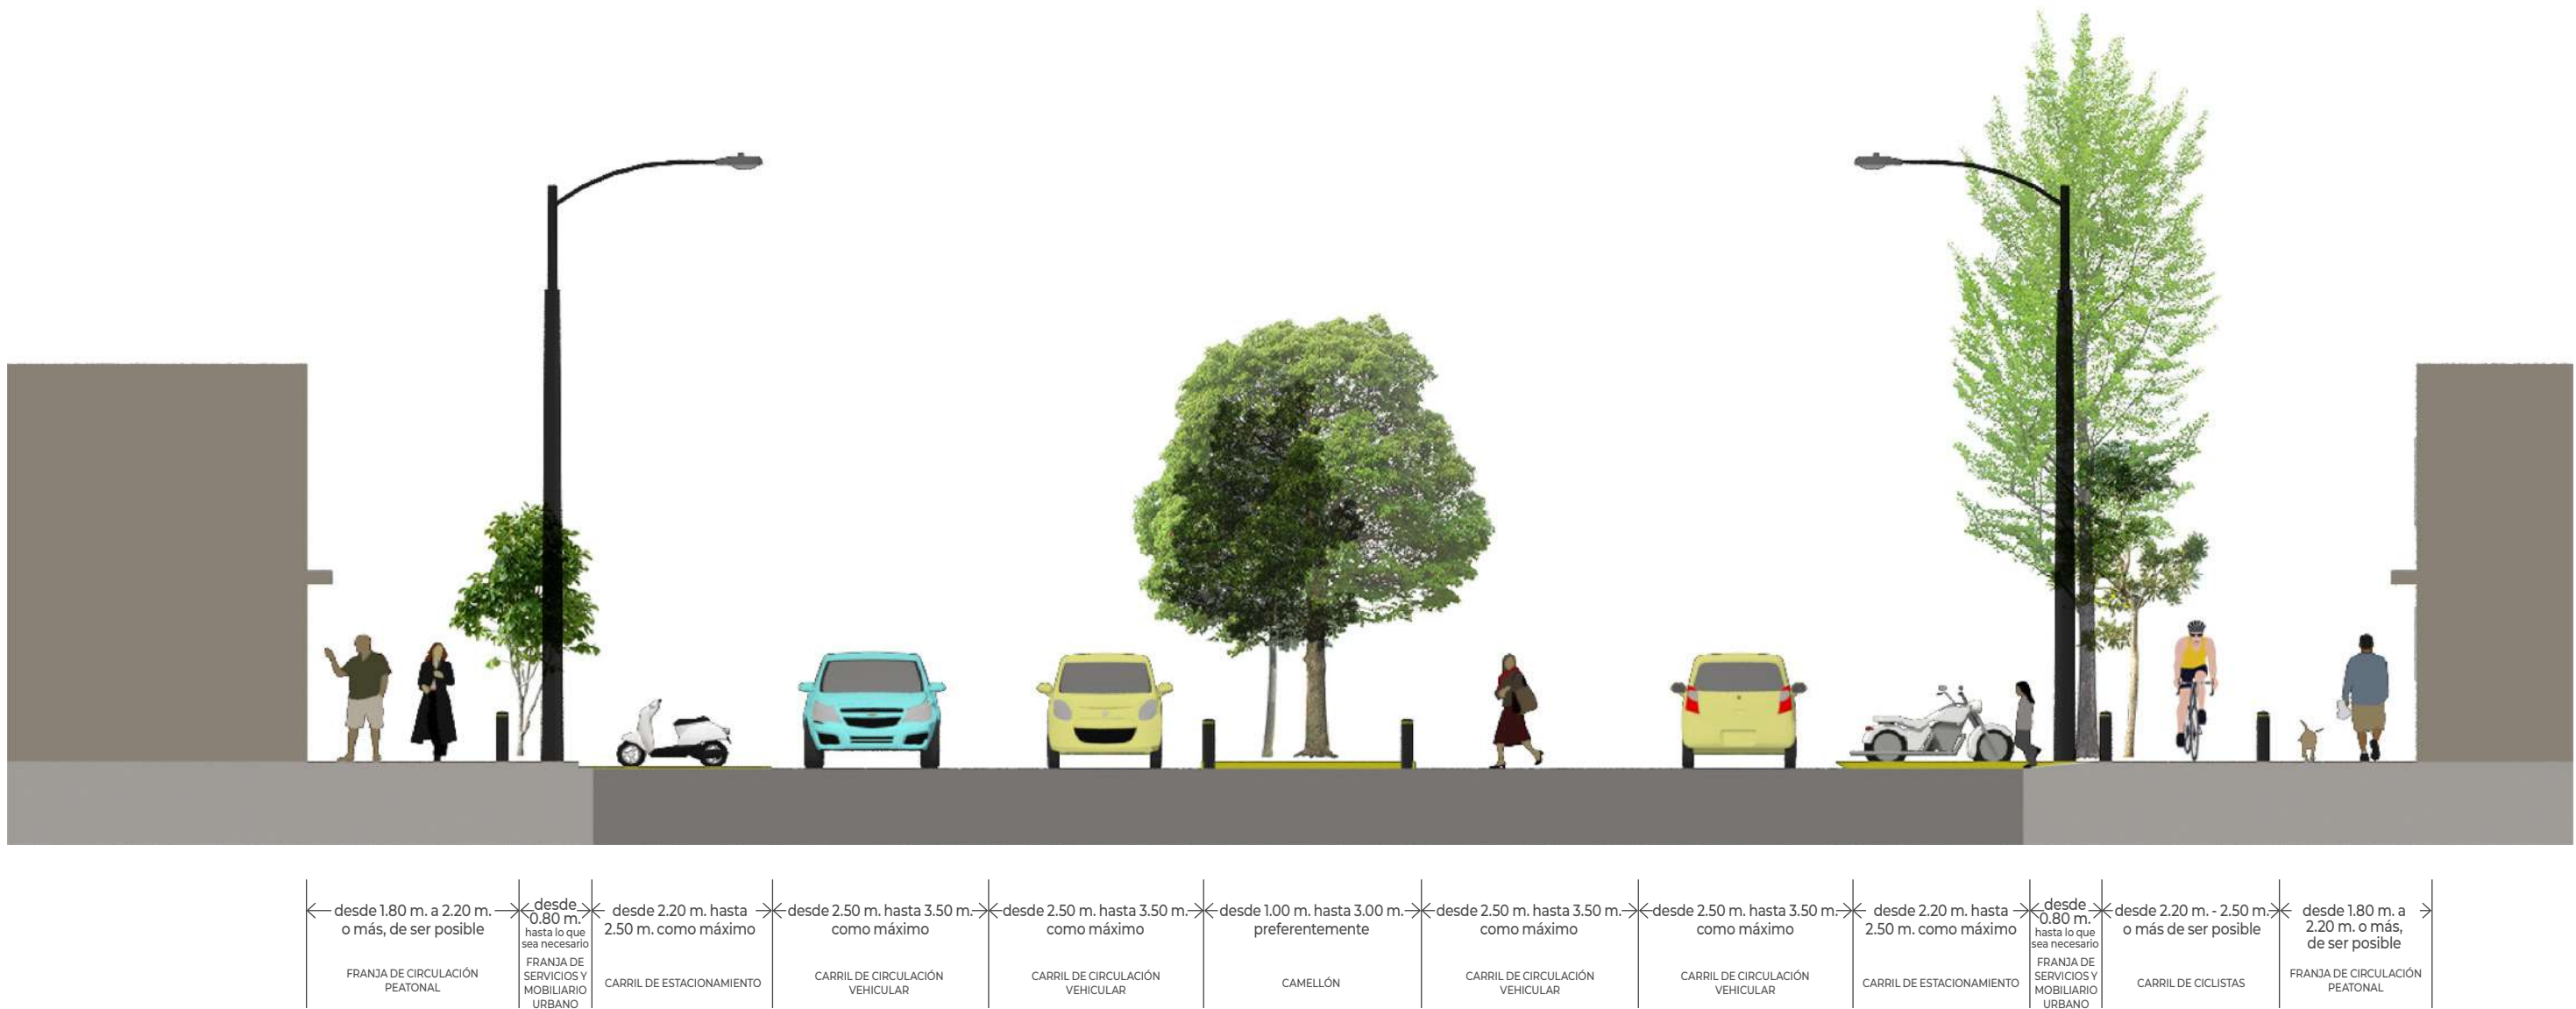 desde 1.80 m. a 2.20 m.
o más, de ser posible
FRANJA DE CIRCULACIÓN
PEATONAL
desde
0.80 m.
hasta lo que
sea necesario
FRANJA DE
SERVICIOS Y
MOBILIARIO
URBANO
desde 2.20 m. hasta
2.50 m. como máximo
CARRIL DE ESTACIONAMIENTO
desde 2.50 m. hasta 3.50 m.
como máximo
CARRIL DE CIRCULACIÓN
VEHICULAR
desde 2.50 m. hasta 3.50 m.
como máximo
CARRIL DE CIRCULACIÓN
VEHICULAR
desde 1.00 m. hasta 3.00 m.
preferentemente
CAMELLÓN
desde 2.50 m. hasta 3.50 m.
como máximo
CARRIL DE CIRCULACIÓN
VEHICULAR
desde 2.50 m. hasta 3.50 m.
como máximo
CARRIL DE CIRCULACIÓN
VEHICULAR
desde 2.20 m. hasta
2.50 m. como máximo
CARRIL DE ESTACIONAMIENTO
desde
0.80 m.
hasta lo que
sea necesario
FRANJA DE
SERVICIOS Y
MOBILIARIO
URBANO
desde 2.20 m. - 2.50 m.
o más de ser posible
CARRIL DE CICLISTAS
desde 1.80 m. a
2.20 m. o más,
de ser posible
FRANJA DE CIRCULACIÓN
PEATONAL